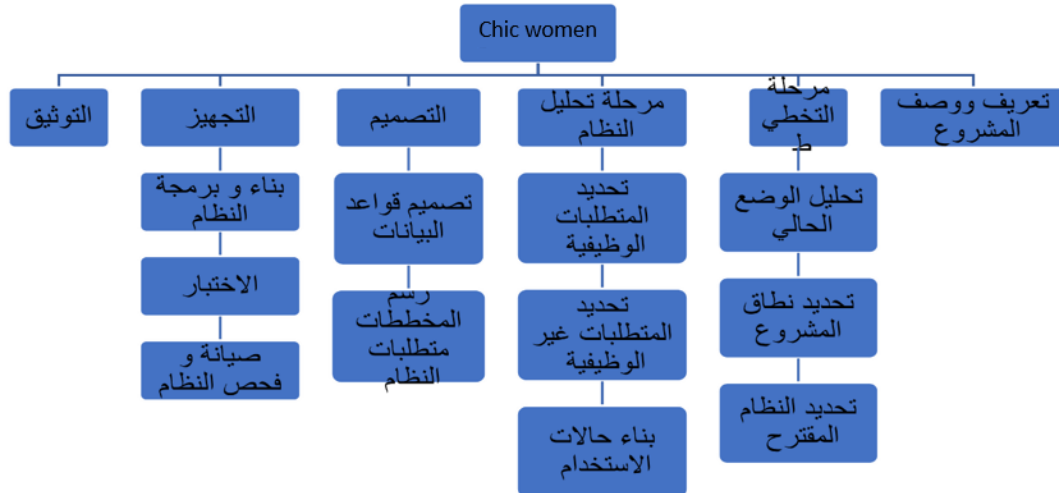 Chic women
تعريف ووصف
المشروع
مرحلة
التخطي
ط
مرحلة تحليل
النظام
التصميم
التجهيز
التوثيق
تحليل الوضع
الحالي
تحديد نطاق
المشروع
تحديد النظام
المقترح
تحديد
المتطلبات
الوظيفية
تحديد
المتطلبات غير
الوظيفية
بناء حالات
الاستخدام
تصميم قواعد
البيانات
رسم
المخططات
متطلبات
النظام
بناء و برمجة
النظام
الاختبار
صيانة و
فحص النظام